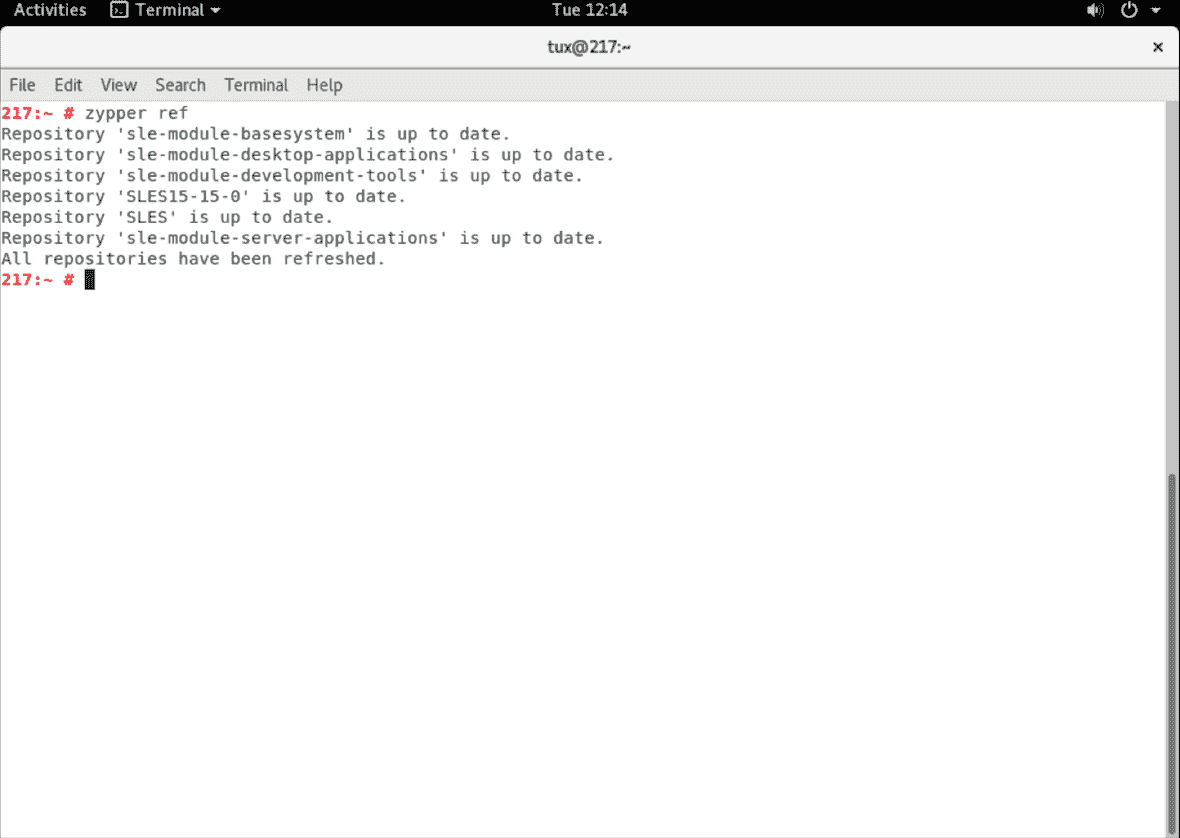 Activities Terminal Tue 12:14
tux@217:~
File Edit View Search Terminal Help
217:~ # zypper ref
Repository 'sle-module-basesystem' is up to date.
Repository 'sle-module-desktop-applications' is up to date.
Repository 'sle-module-development-tools' is up to date.
Repository 'SLES15-15-0' is up to date.
Repository 'SLES' is up to date.
Repository 'sle-module-server-applications' is up to date.
All repositories have been refreshed.
217:~ #